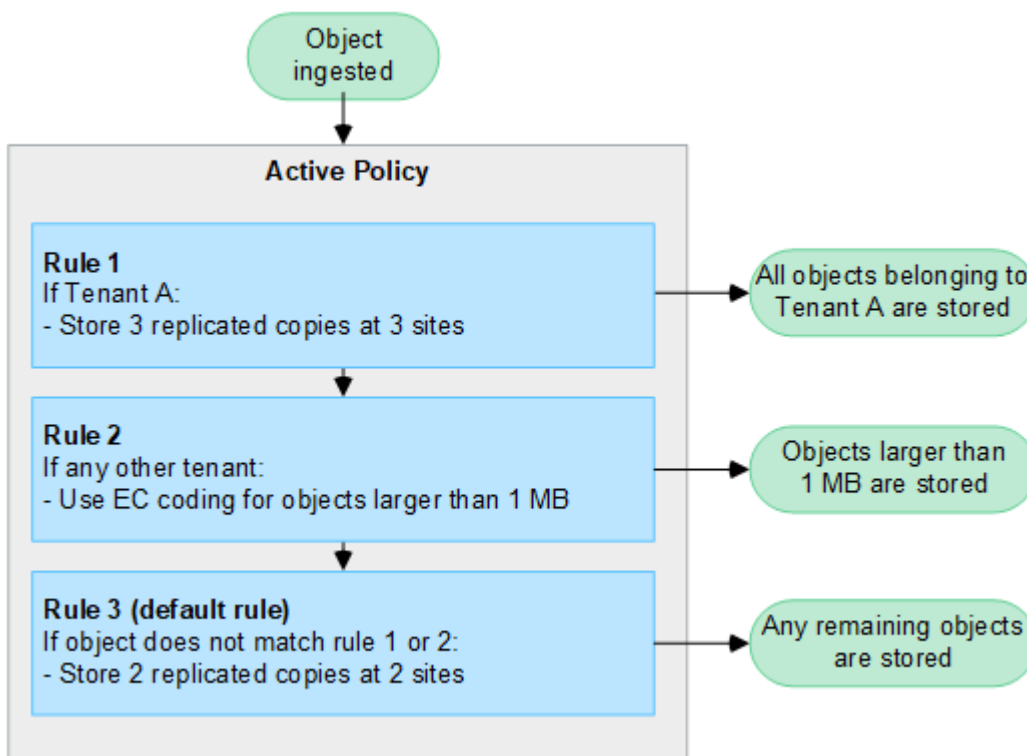 Object
ingested
Active Policy
Rule 1
If Tenant A:
- Store 3 replicated copies at 3 sites
All objects belonging to
Tenant A are stored
Rule 2
If any other tenant:
- Use EC coding for objects larger than 1 MB
Objects larger than
1 MB are stored
Rule 3 (default rule)
If object does not match rule 1 or 2:
- Store 2 replicated copies at 2 sites
Any remaining objects
are stored